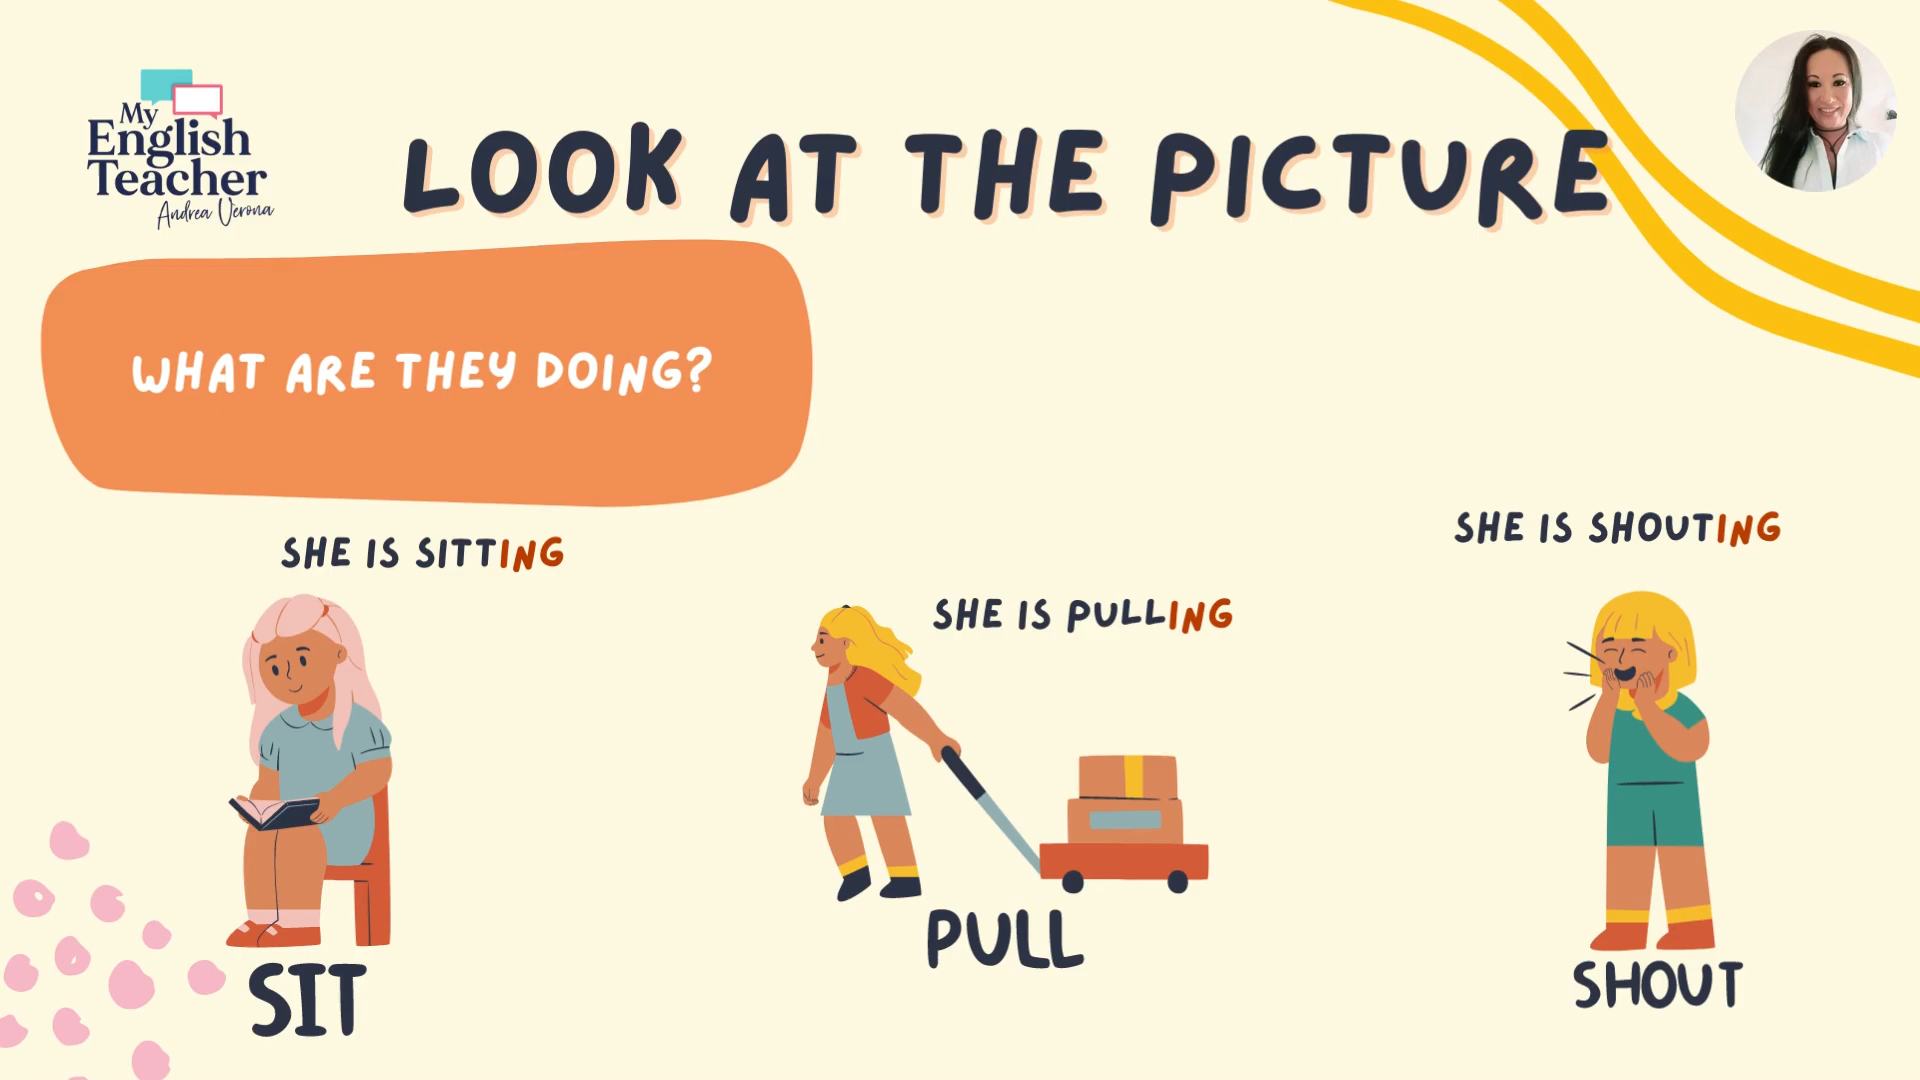 My
English
Teacher
Andrea Verona
LOOK AT THE PICTURE
WHAT ARE THEY DOING?
SHE IS SITTING
SHE IS PULLING
SHE IS SHOUTING
SIT
PULL
SHOUT